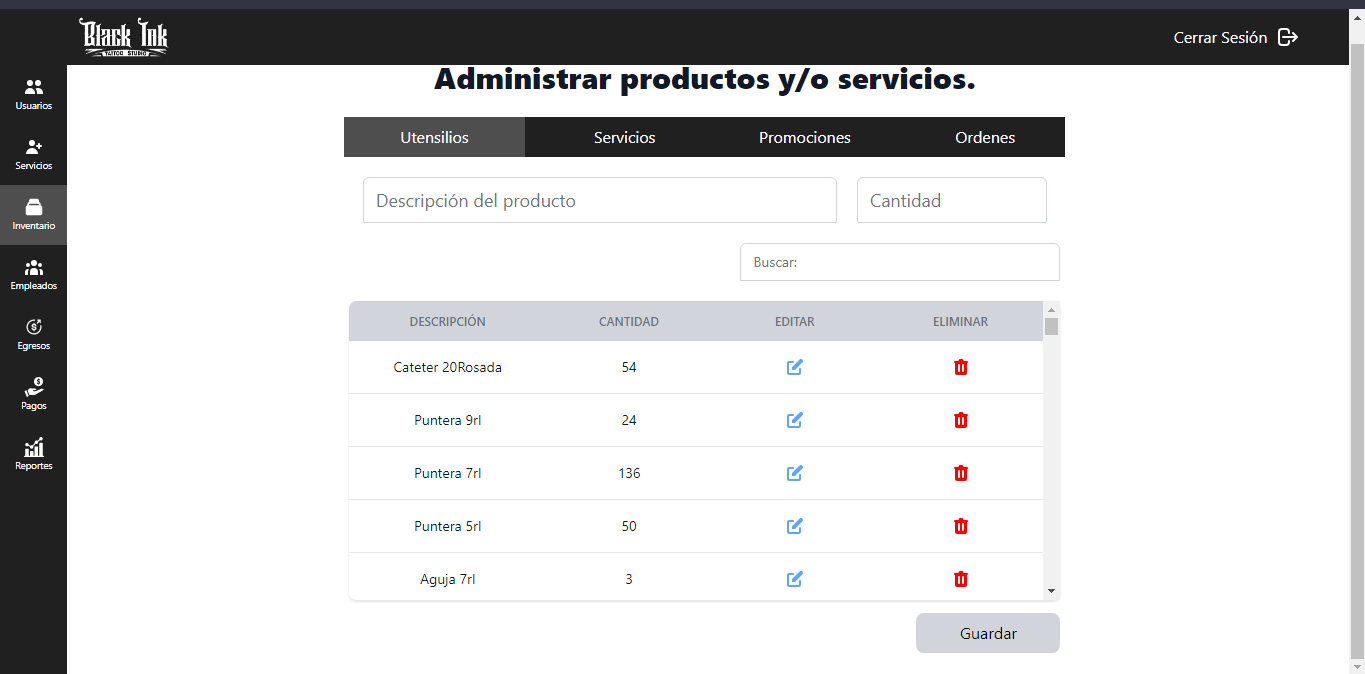 Black Ink
TATTOO STUDIO
Cerrar Sesión
Usuarios
Servicios
Inventario
Empleados
Egresos
Pagos
Reportes
Administrar productos y/o servicios.
Utensilios Servicios Promociones Ordenes
Descripción del producto Cantidad
Buscar:
DESCRIPCIÓN CANTIDAD EDITAR ELIMINAR
Cateter 20Rosada 54
Puntera 9rl 24
Puntera 7rl 136
Puntera 5rl 50
Aguja 7rl 3
Guardar